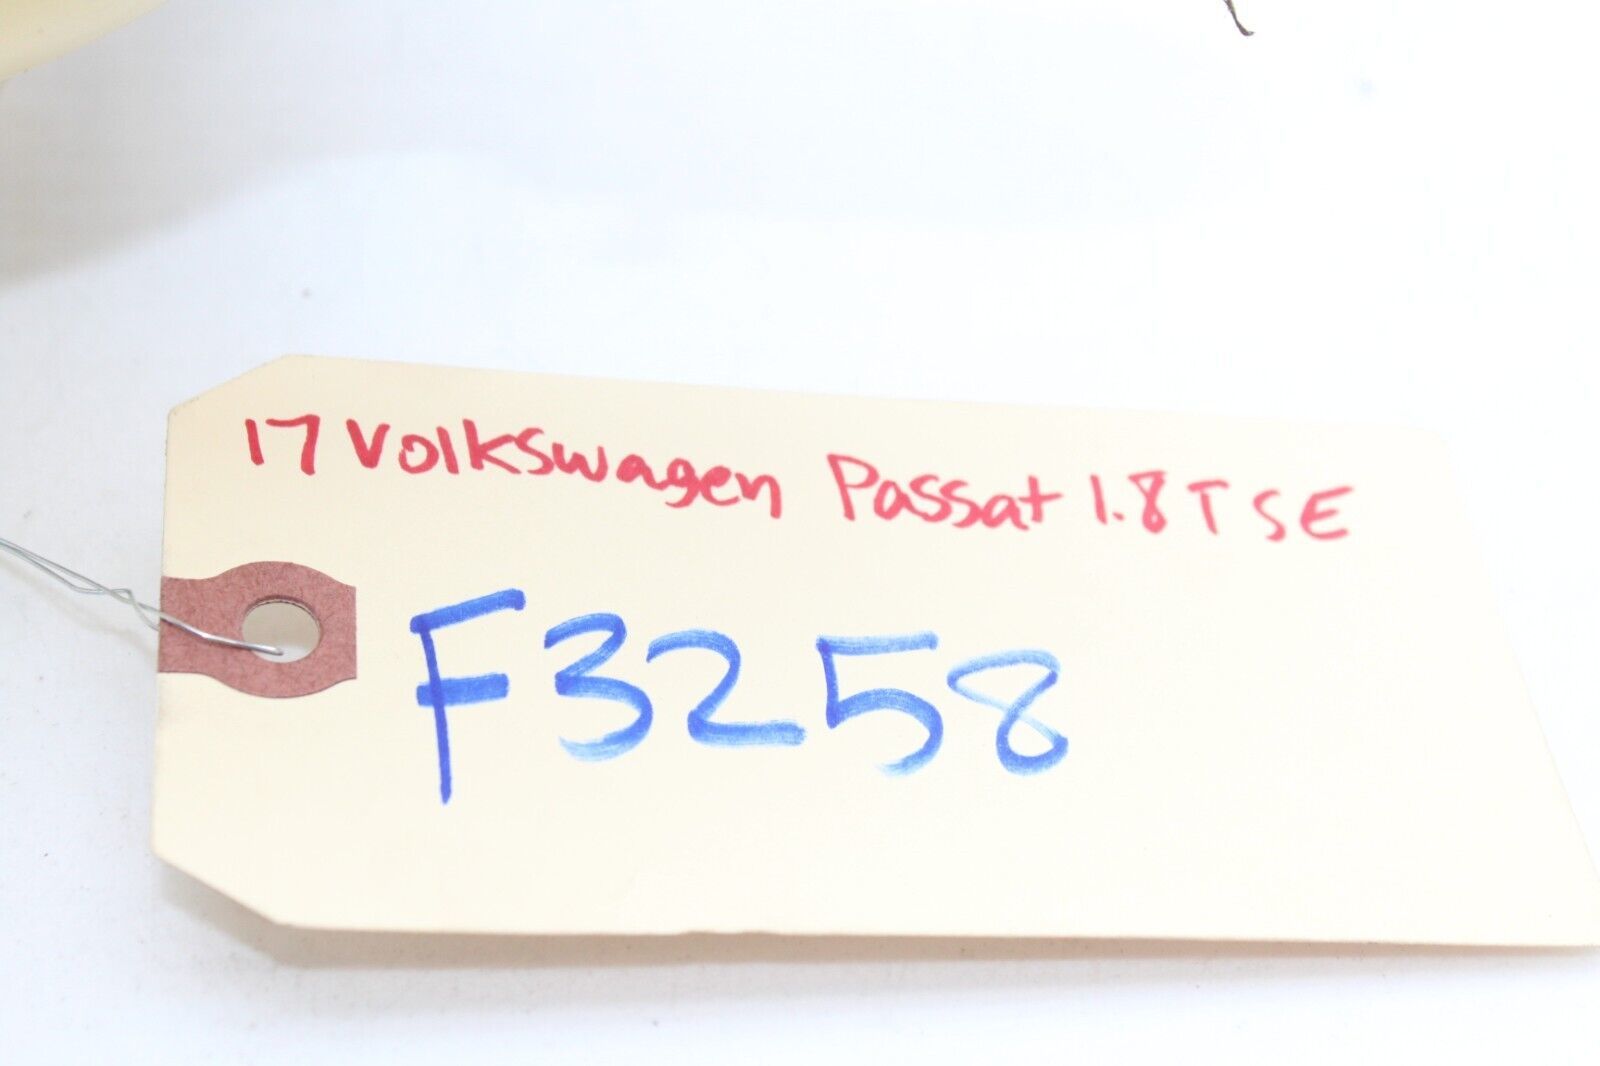 17 Volkswagen Passat 1.8T SE
F3258